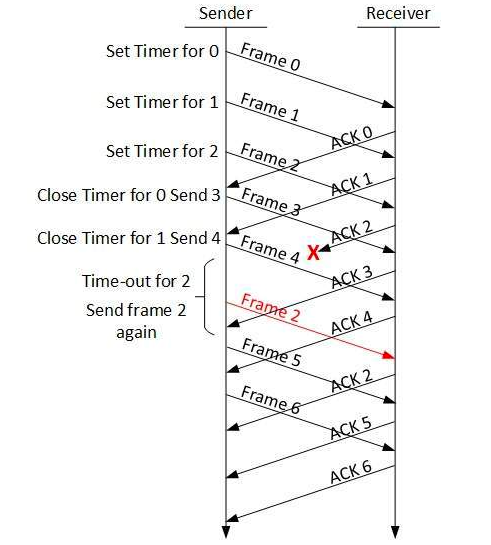 Sender
Receiver
Set Timer for 0
Frame 0
Set Timer for 1
Frame 1
ACK 0
Set Timer for 2
Frame 2
ACK 1
Close Timer for 0 Send 3
Frame 3
ACK 2
Close Timer for 1 Send 4
Frame 4
X
ACK 3
Time-out for 2
Send frame 2
again
Frame 2
ACK 4
Frame 5
ACK 2
Frame 6
ACK 5
ACK 6